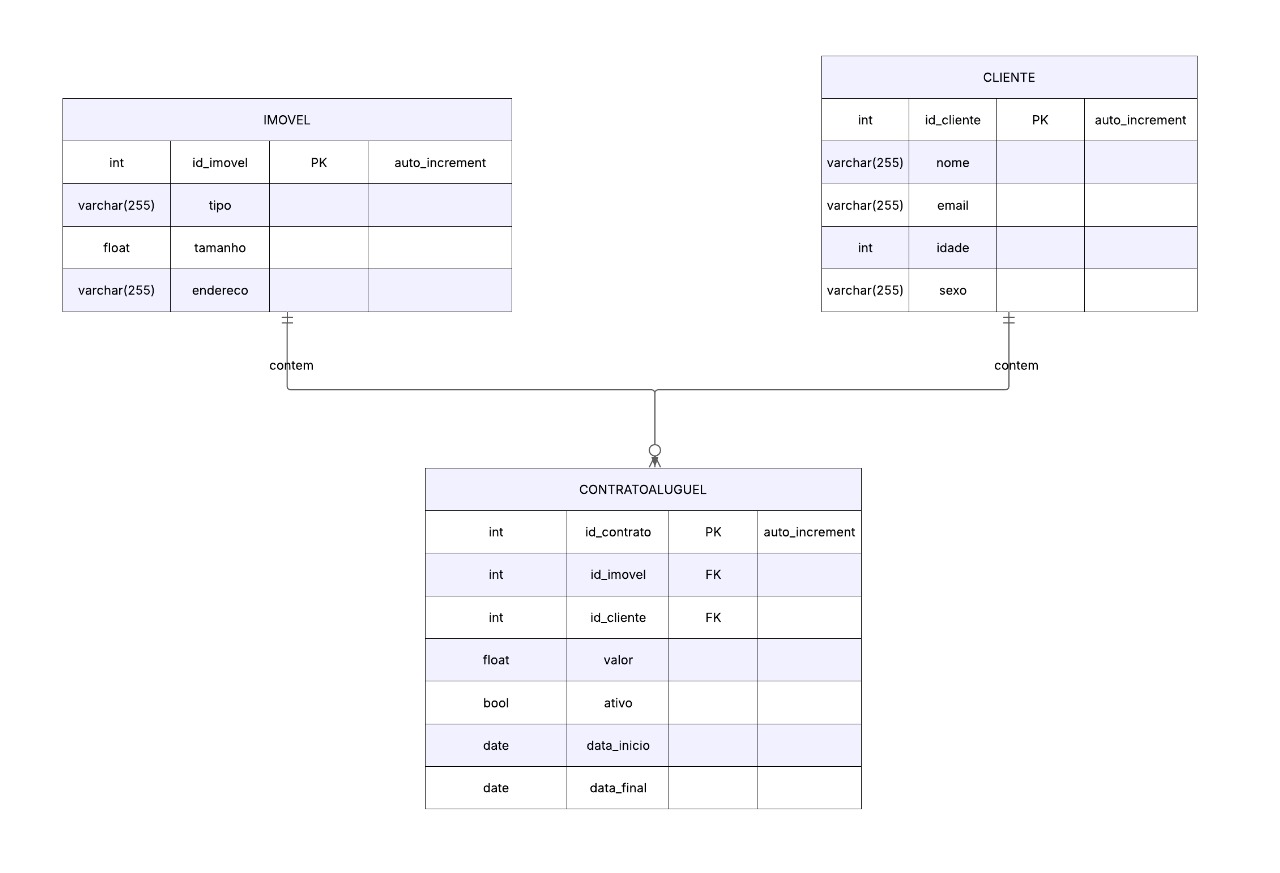 IMOVEL
int id_imovel PK auto_increment
varchar(255) tipo
float tamanho
varchar(255) endereco
CLIENTE
int id_cliente PK auto_increment
varchar(255) nome
varchar(255) email
int idade
varchar(255) sexo
contem
contem
CONTRATOALUGUEL
int id_contrato PK auto_increment
int id_imovel FK
int id_cliente FK
float valor
bool ativo
date data_inicio
date data_final